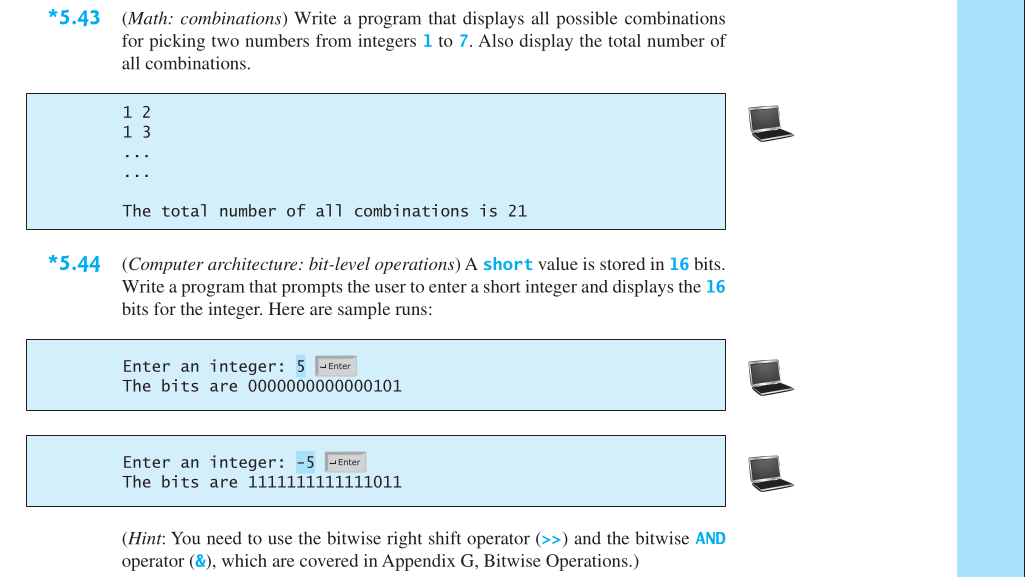 *5.43 (Math: combinations) Write a program that displays all possible combinations
for picking two numbers from integers 1 to 7. Also display the total number of
all combinations.
1 2
1 3
...
...
The total number of all combinations is 21
*5.44 (Computer architecture: bit-level operations) A short value is stored in 16 bits.
Write a program that prompts the user to enter a short integer and displays the 16
bits for the integer. Here are sample runs:
Enter an integer: 5 ↵Enter
The bits are 0000000000000101
Enter an integer: -5 ↵Enter
The bits are 1111111111111011
(Hint: You need to use the bitwise right shift operator (>>) and the bitwise AND
operator (&), which are covered in Appendix G, Bitwise Operations.)